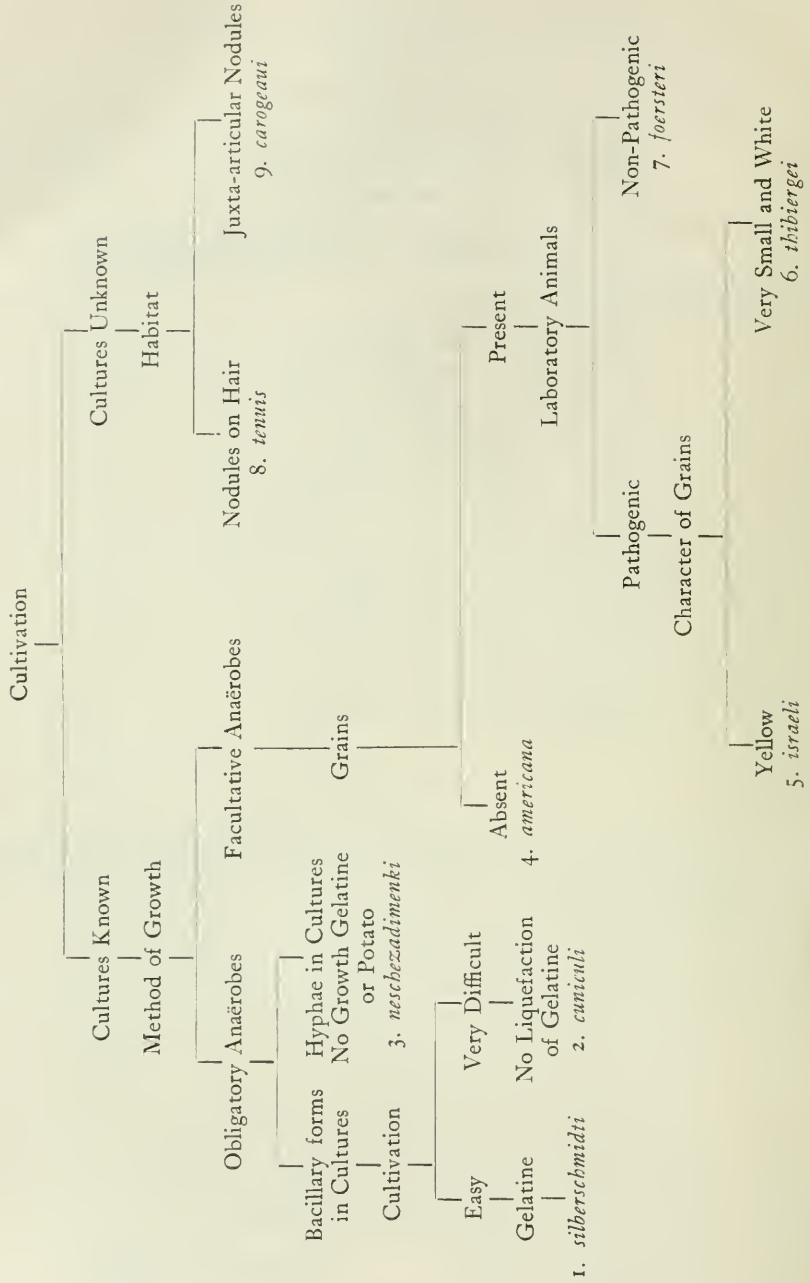 Cultivation
Cultures Known
Cultures Unknown
Method of Growth
Habitat
Obligatory Anaërobes
Facultative Anaërobes
Nodules on Hair
8. tenuis
Juxta-articular Nodules
9. carogeaui
Bacillary forms
in Cultures
Hyphae in Cultures
No Growth Gelatine
or Potato
3. neschezadimenki
Grains
Cultivation
Easy
Very Difficult
Absent
4. americana
Present
Gelatine
No Liquefaction
of Gelatine
Laboratory Animals
1. silberschmidti
2. cuniculi
Pathogenic
Non-Pathogenic
7. foersteri
Character of Grains
Yellow
5. israeli
Very Small and White
6. thibiergei